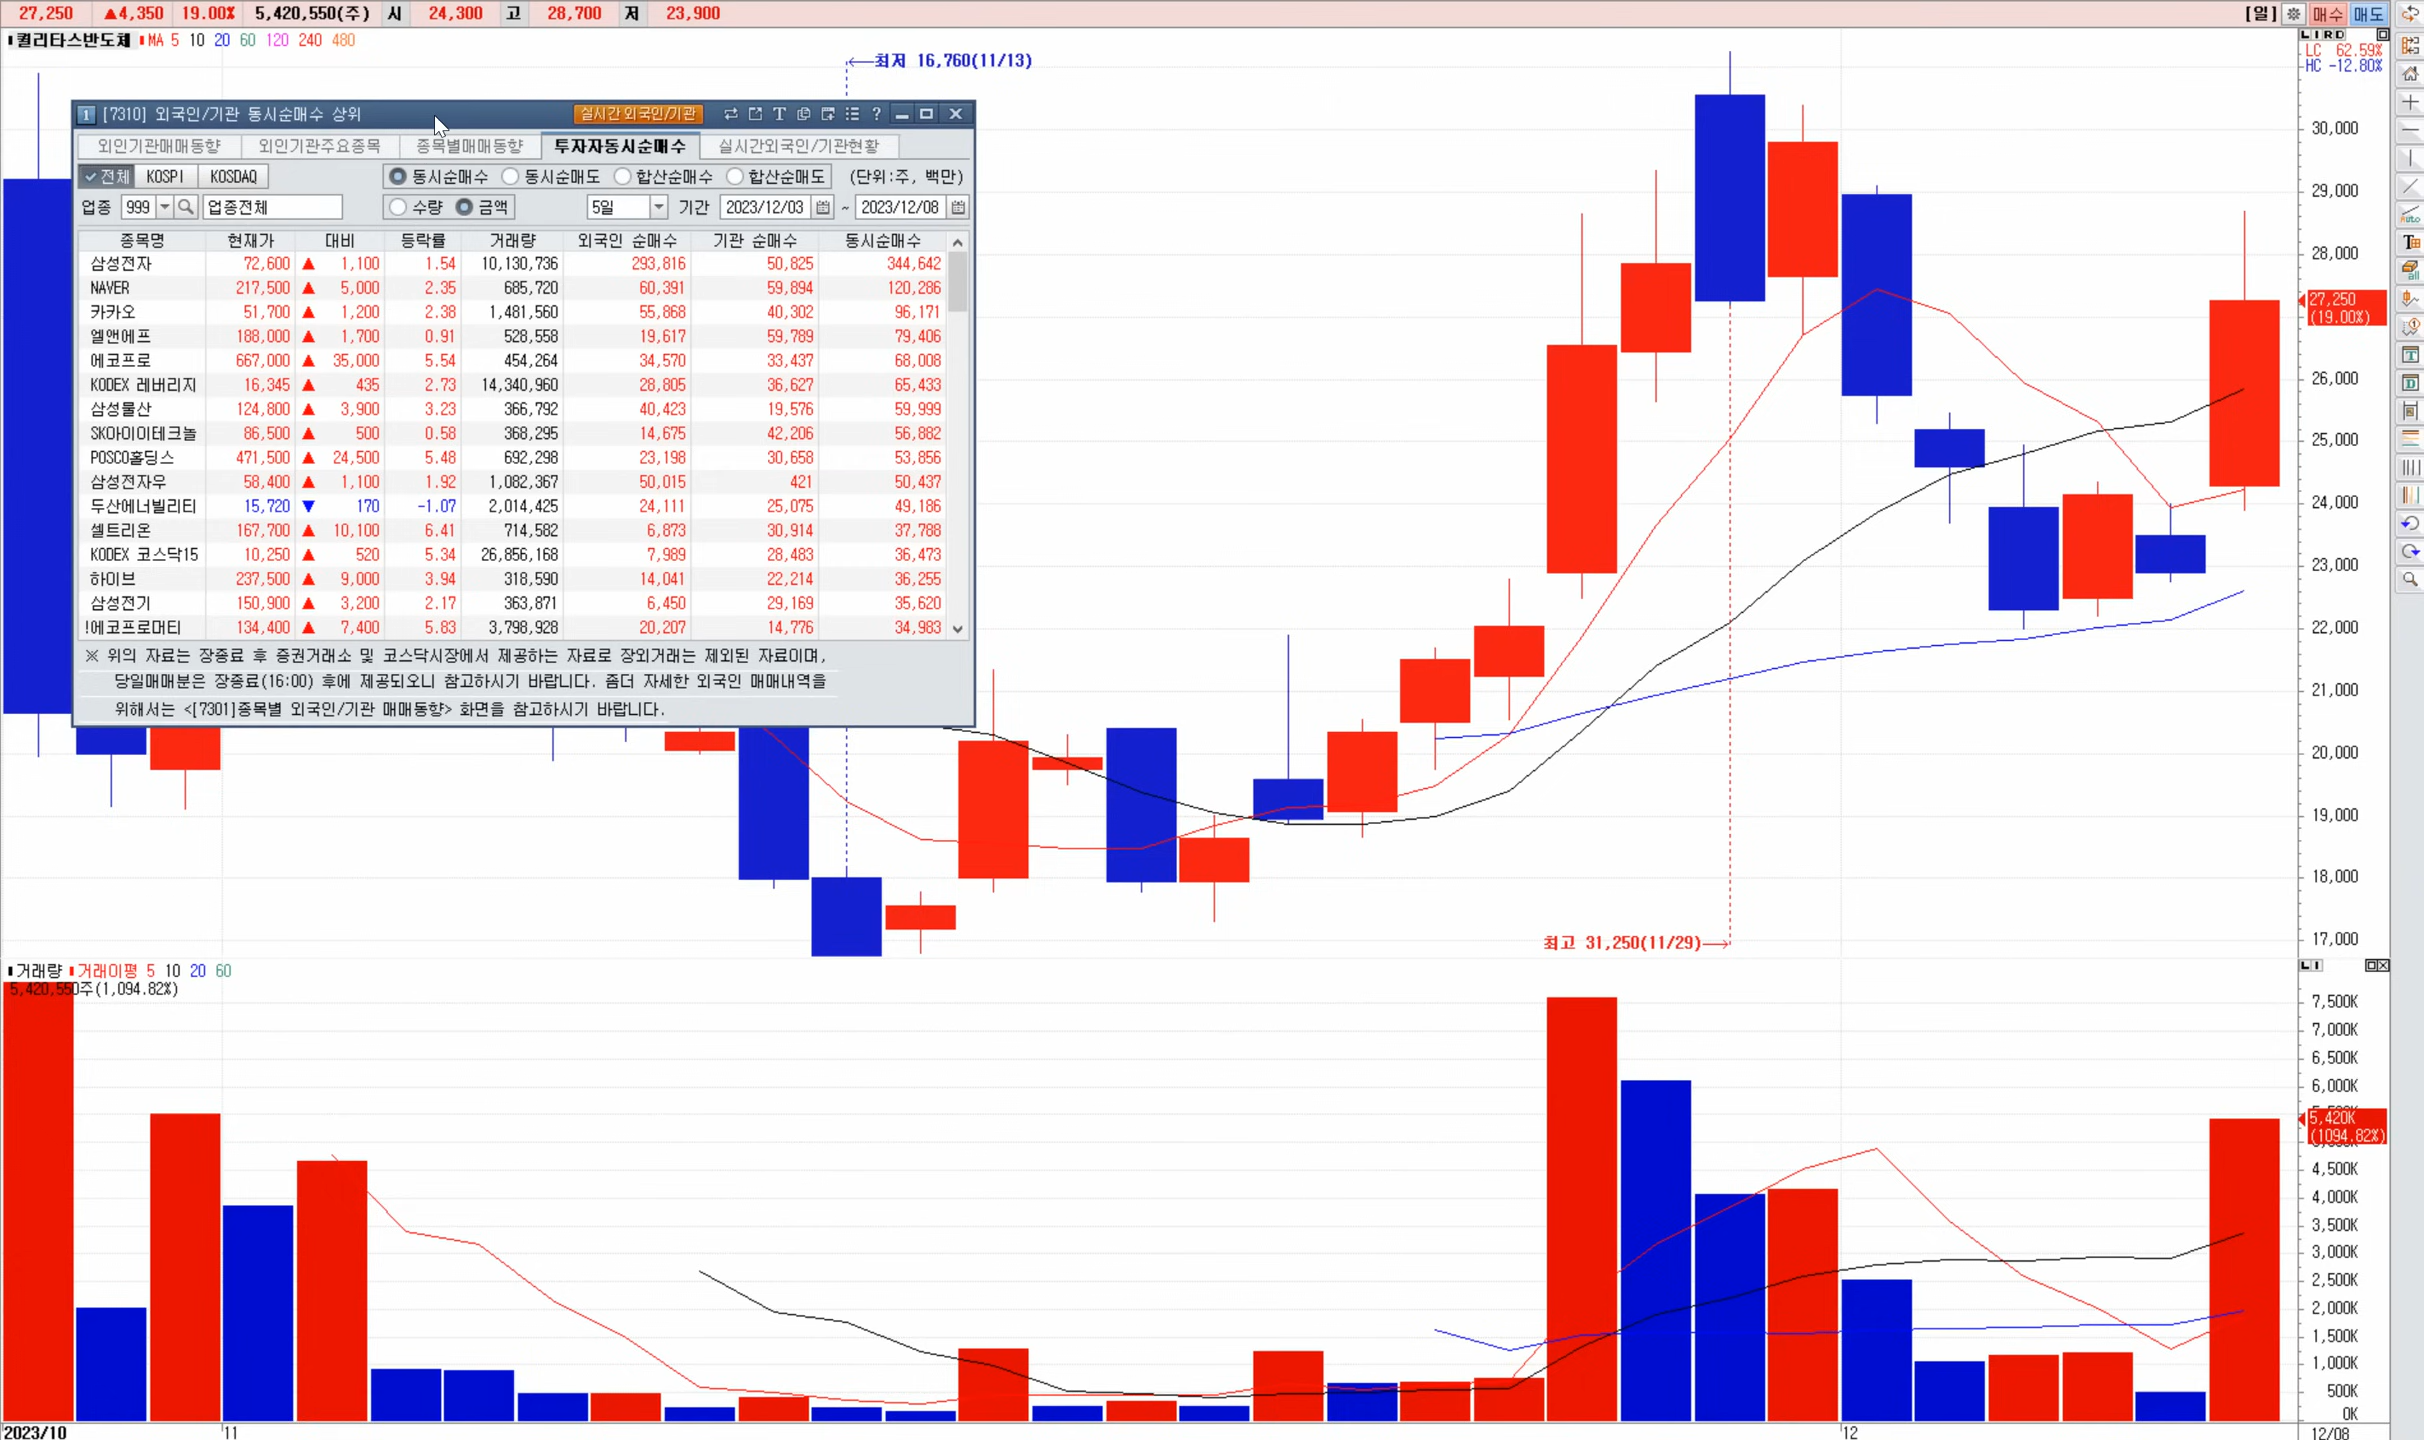 27,250 ▲4,350 19.00% 5,420,550(주) 시 24,300 고 28,700 저 23,900 [일] 매수 매도
퀄리타스반도체 MA 5 10 20 60 120 240 480
LIRD
LC 62.59%
HC -12.80%
←최저 16,760(11/13)
1 [7310] 외국인/기관 동시순매수 상위 실시간 외국인/기관
외인기관매매동향 외인기관주요종목 종목별매매동향 투자자동시순매수 실시간외국인/기관현황
전체 KOSPI KOSDAQ 동시순매수 동시순매도 합산순매수 합산순매도 (단위:주, 백만)
업종 999 업종전체 수량 금액 5일 기간 2023/12/03 ~ 2023/12/08
종목명 현재가 대비 등락률 거래량 외국인 순매수 기관 순매수 동시순매수
삼성전자 72,600 ▲ 1,100 1.54 10,130,736 293,816 50,825 344,642
NAVER 217,500 ▲ 5,000 2.35 685,720 60,391 59,894 120,286
카카오 51,700 ▲ 1,200 2.38 1,481,560 55,868 40,302 96,171
엘앤에프 188,000 ▲ 1,700 0.91 528,558 19,617 59,789 79,406
에코프로 667,000 ▲ 35,000 5.54 454,264 34,570 33,437 68,008
KODEX 레버리지 16,345 ▲ 435 2.73 14,340,960 28,805 36,627 65,433
삼성물산 124,800 ▲ 3,900 3.23 366,792 40,423 19,576 59,999
SK아이이테크놀 86,500 ▲ 500 0.58 368,295 14,675 42,206 56,882
POSCO홀딩스 471,500 ▲ 24,500 5.48 692,298 23,198 30,658 53,856
삼성전자우 58,400 ▲ 1,100 1.92 1,082,367 50,015 421 50,437
두산에너빌리티 15,720 ▼ 170 -1.07 2,014,425 24,111 25,075 49,186
셀트리온 167,700 ▲ 10,100 6.41 714,582 6,873 30,914 37,788
KODEX 코스닥15 10,250 ▲ 520 5.34 26,856,168 7,989 28,483 36,473
하이브 237,500 ▲ 9,000 3.94 318,590 14,041 22,214 36,255
삼성전기 150,900 ▲ 3,200 2.17 363,871 6,450 29,169 35,620
!에코프로머티 134,400 ▲ 7,400 5.83 3,798,928 20,207 14,776 34,983
※ 위의 자료는 장종료 후 증권거래소 및 코스닥시장에서 제공하는 자료로 장외거래는 제외된 자료이며,
당일매매분은 장종료(16:00) 후에 제공되오니 참고하시기 바랍니다. 좀더 자세한 외국인 매매내역을
위해서는 <[7301]종목별 외국인/기관 매매동향> 화면을 참고하시기 바랍니다.
30,000
29,000
28,000
27,250
(19.00%)
26,000
25,000
24,000
23,000
22,000
21,000
20,000
19,000
18,000
17,000
최고 31,250(11/29)→
거래량 거래이평 5 10 20 60
5,420,550주(1,094.82%)
LI
7,500K
7,000K
6,500K
6,000K
5,420K
(1094.82%)
4,500K
4,000K
3,500K
3,000K
2,500K
2,000K
1,500K
1,000K
500K
0K
2023/10 11 12 12/08